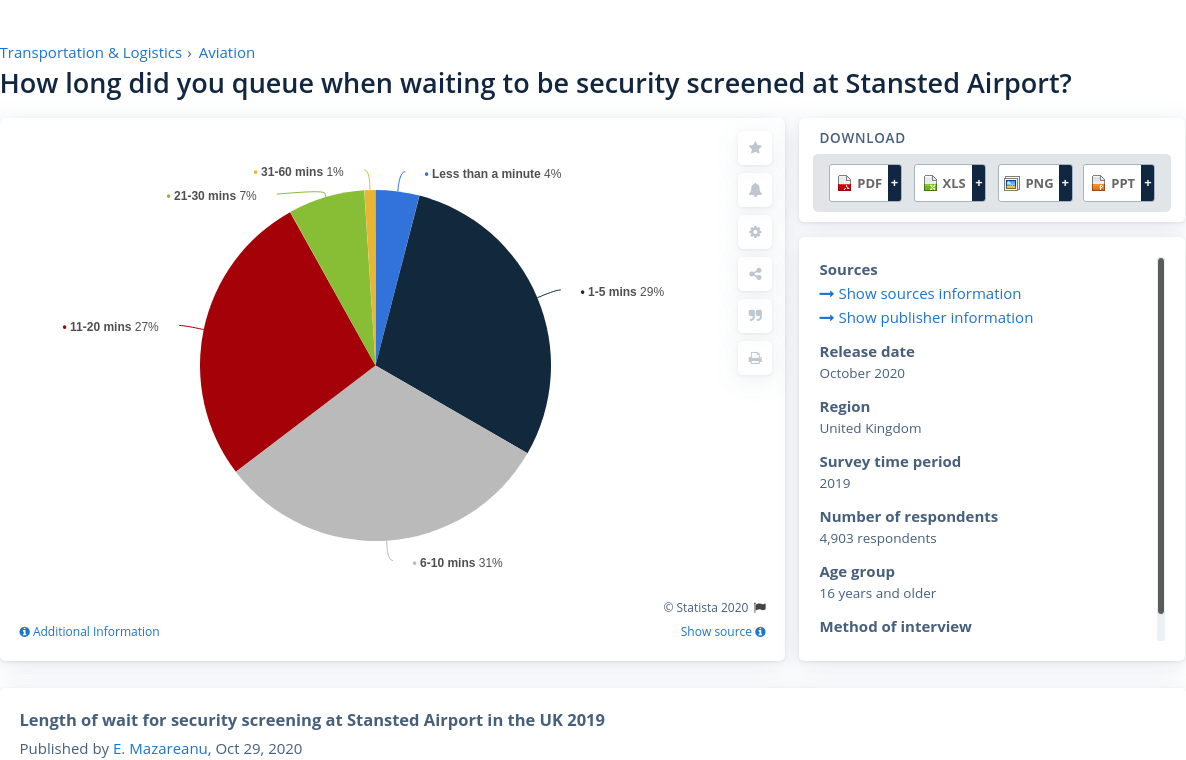 Transportation & Logistics › Aviation
How long did you queue when waiting to be security screened at Stansted Airport?
31-60 mins 1%
• Less than a minute 4%
• 21-30 mins 7%
• 1-5 mins 29%
• 11-20 mins 27%
• 6-10 mins 31%
© Statista 2020
Additional Information
Show source
DOWNLOAD
PDF + XLS + PNG + PPT +
Sources
Show sources information
Show publisher information
Release date
October 2020
Region
United Kingdom
Survey time period
2019
Number of respondents
4,903 respondents
Age group
16 years and older
Method of interview
Length of wait for security screening at Stansted Airport in the UK 2019
Published by E. Mazareanu, Oct 29, 2020